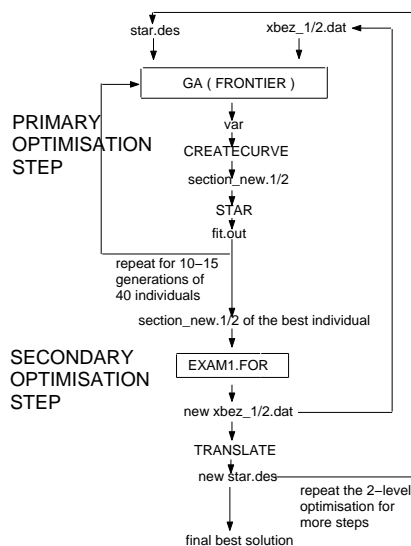 star.des
xbez_1/2.dat
GA ( FRONTIER )
PRIMARY
OPTIMISATION
STEP
var
CREATECURVE
section_new.1/2
STAR
fit.out
repeat for 10−15
generations of
40 individuals
section_new.1/2 of the best individual
SECONDARY
OPTIMISATION
STEP
EXAM1.FOR
new xbez_1/2.dat
TRANSLATE
new star.des
repeat the 2−level
optimisation for
more steps
final best solution